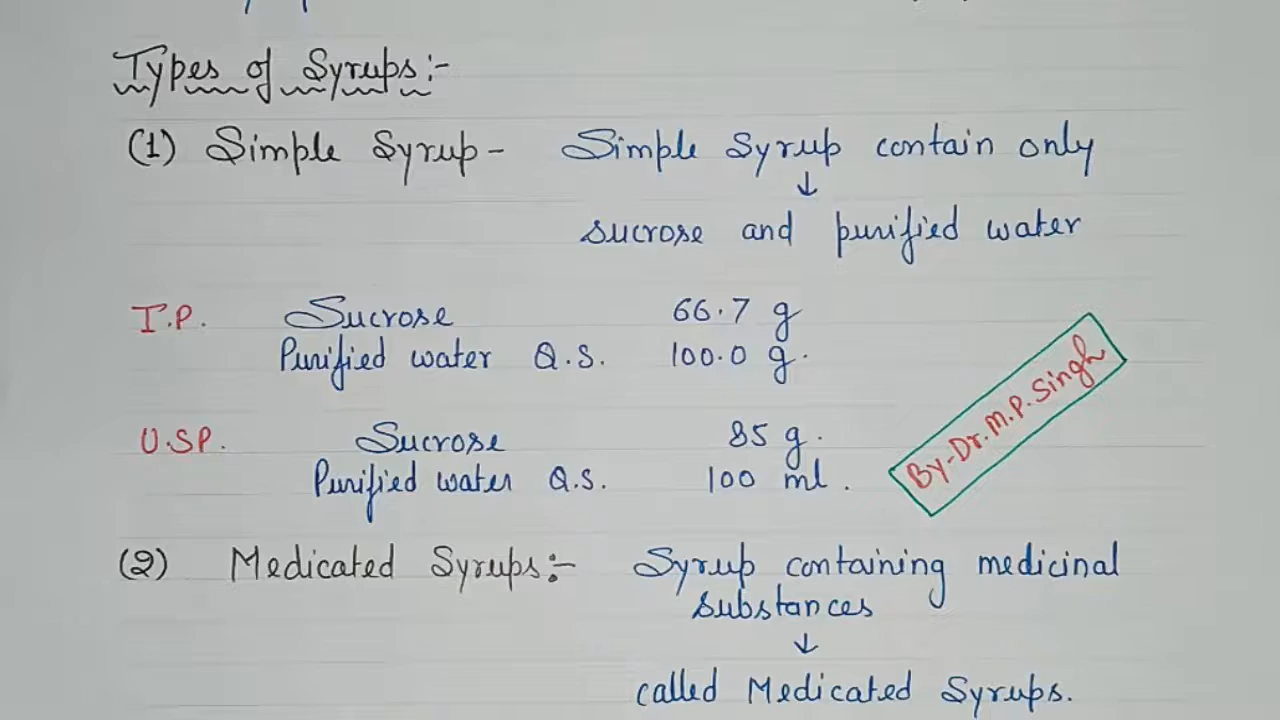 Types of Syrups:-
(1) Simple Syrup - Simple Syrup contain only
↓
sucrose and purified water
I.P. Sucrose 66.7 g
Purified water Q.S. 100.0 g.
U.SP. Sucrose 85 g.
Purified water Q.S. 100 ml.
By-Dr.M.P.Singh
(2) Medicated Syrups:- Syrup containing medicinal
substances
↓
called Medicated Syrups.